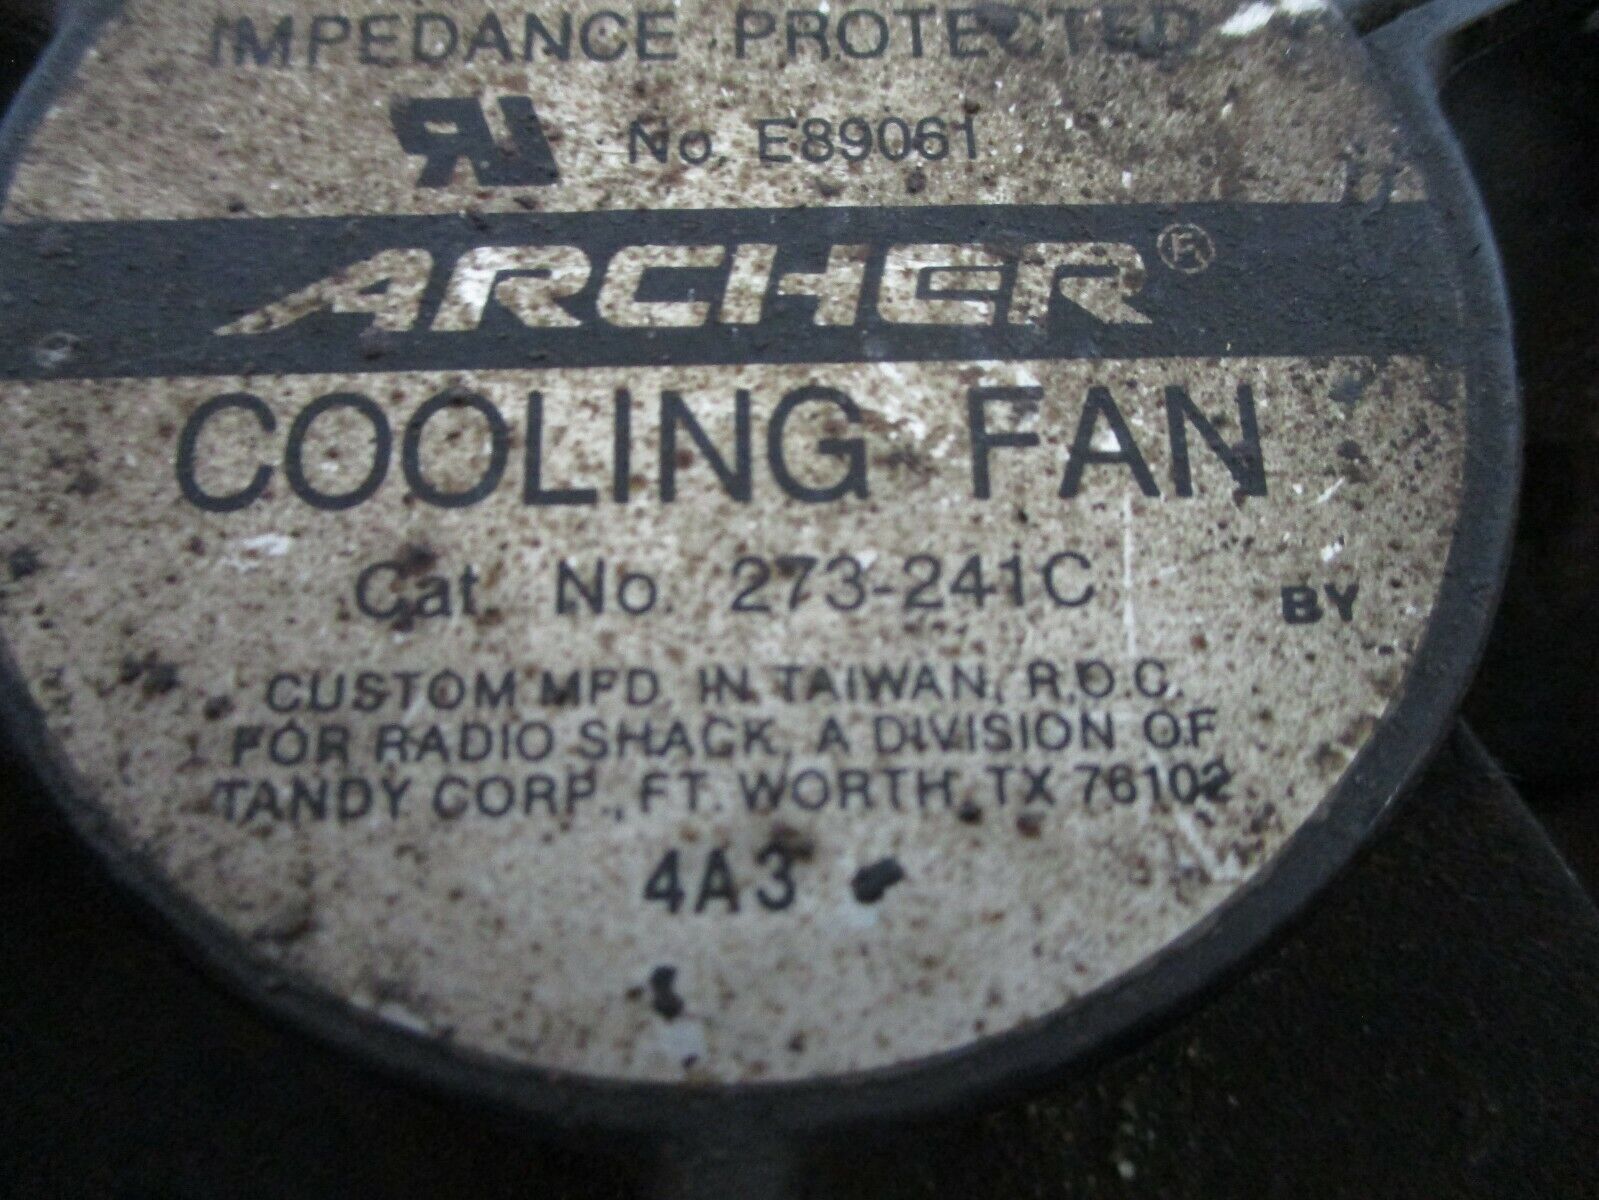 IMPEDANCE PROTECTED
RU No. E89061
ARCHER®
COOLING FAN
Cat. No. 273-241C BY
CUSTOM MFD. IN TAIWAN, R.O.C.
FOR RADIO SHACK, A DIVISION OF
TANDY CORP., FT. WORTH, TX 76102
4A3